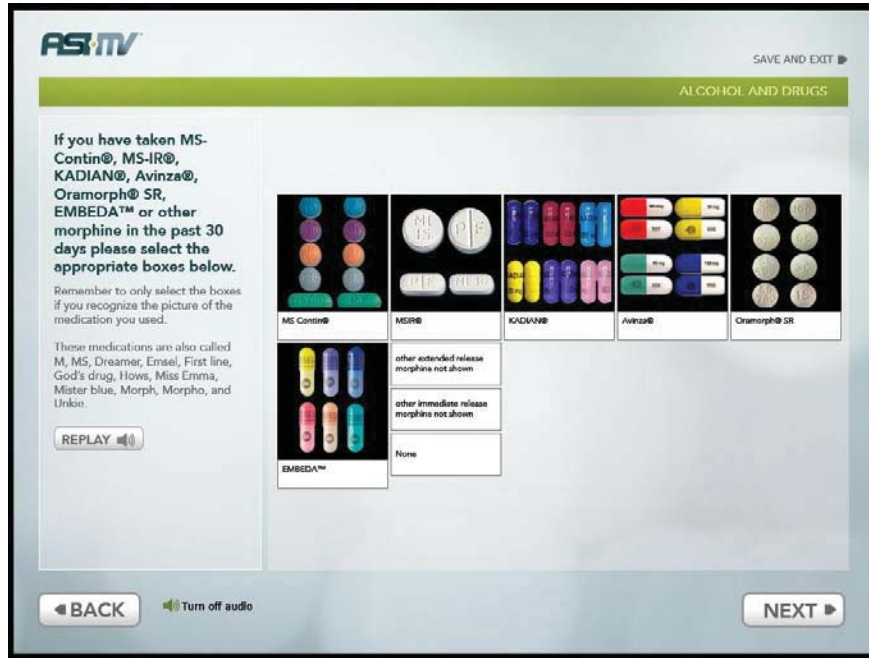 ASI-MV
SAVE AND EXIT
ALCOHOL AND DRUGS
If you have taken MS-
Contin®, MS-IR®,
KADIAN®, Avinza®,
Oramorph® SR,
EMBEDA™ or other
morphine in the past 30
days please select the
appropriate boxes below.
Remember to only select the boxes
if you recognize the picture of the
medication you used.
These medications are also called
M, MS, Dreamer, Emsel, First line,
God's drug, Hows, Miss Emma,
Mister blue, Morph, Morpho, and
Unkie.
REPLAY
MS Contin®
MSIR®
KADIAN®
Avinza®
Oramorph® SR
EMBEDA™
other extended release
morphine not shown
other immediate release
morphine not shown
None
BACK
Turn off audio
NEXT